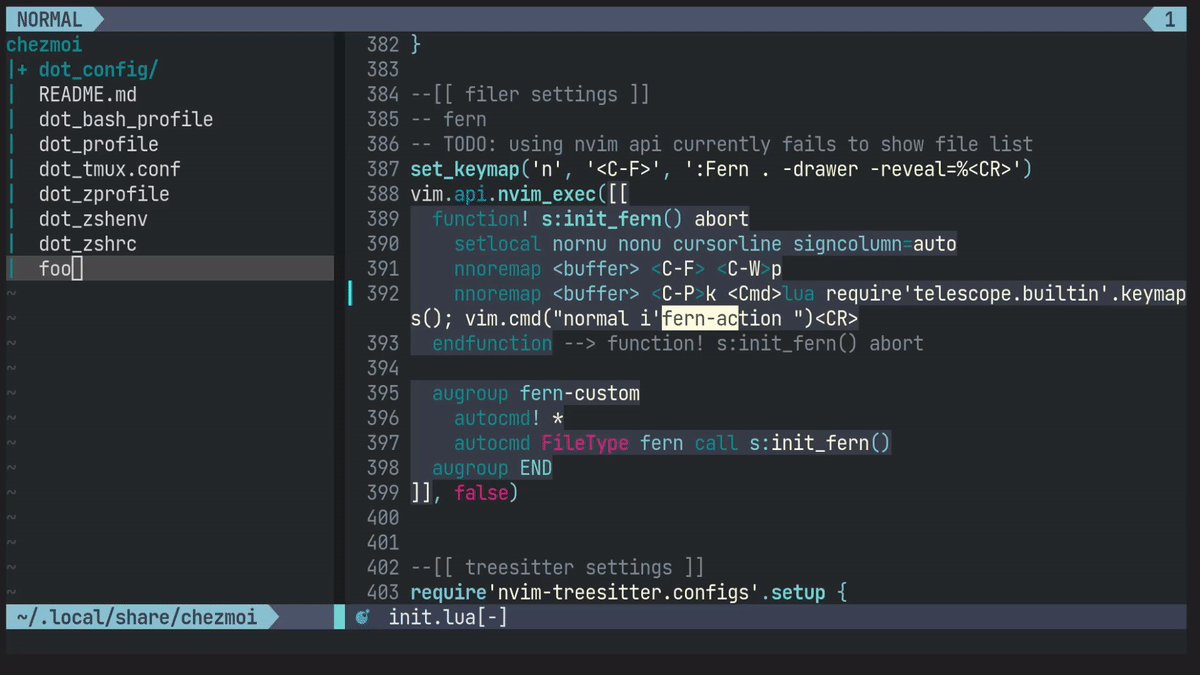 NORMAL
1
chezmoi
|+ dot_config/
|  README.md
|  dot_bash_profile
|  dot_profile
|  dot_tmux.conf
|  dot_zprofile
|  dot_zshenv
|  dot_zshrc
|  foo
~
~
~
~
~
~
~
~
~
~
~
~
~
382 }
383
384 --[[ filer settings ]]
385 -- fern
386 -- TODO: using nvim api currently fails to show file list
387 set_keymap('n', '<C-F>', ':Fern . -drawer -reveal=%<CR>')
388 vim.api.nvim_exec([[
389   function! s:init_fern() abort
390     setlocal nornu nonu cursorline signcolumn=auto
391     nnoremap <buffer> <C-F> <C-W>p
392     nnoremap <buffer> <C-P>k <Cmd>lua require'telescope.builtin'.keymap
s(); vim.cmd("normal i'fern-action ")<CR>
393   endfunction --> function! s:init_fern() abort
394
395   augroup fern-custom
396     autocmd! *
397     autocmd FileType fern call s:init_fern()
398   augroup END
399 ]], false)
400
401
402 --[[ treesitter settings ]]
403 require'nvim-treesitter.configs'.setup {
~/.local/share/chezmoi
init.lua[-]